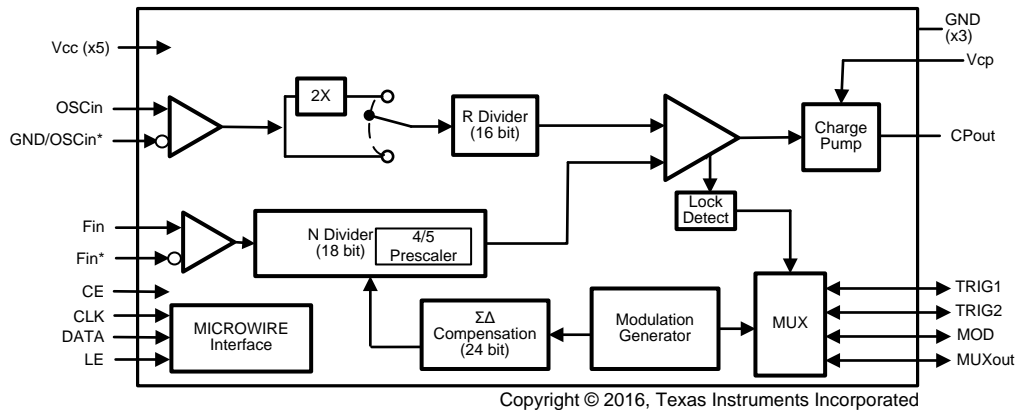 GND
(x3)
Vcc (x5)
Vcp
OSCin
GND/OSCin*
2X
R Divider
(16 bit)
Charge
Pump
CPout
Lock
Detect
Fin
Fin*
N Divider
(18 bit)
4/5
Prescaler
CE
CLK
DATA
LE
MICROWIRE
Interface
ΣΔ
Compensation
(24 bit)
Modulation
Generator
MUX
TRIG1
TRIG2
MOD
MUXout
Copyright © 2016, Texas Instruments Incorporated